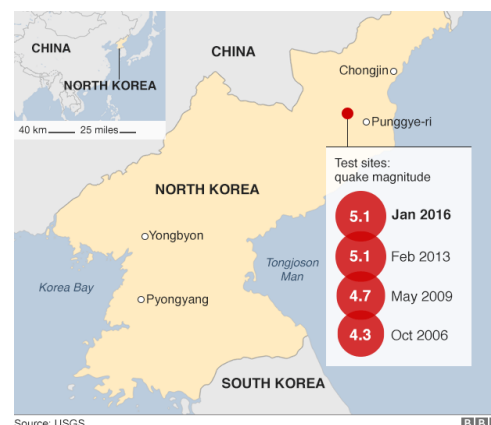 CHINA
NORTH KOREA
40 km
25 miles
CHINA
Chongjin
Punggye-ri
Test sites:
quake magnitude
5.1 Jan 2016
5.1 Feb 2013
4.7 May 2009
4.3 Oct 2006
NORTH KOREA
Yongbyon
Tongjoson
Man
Korea Bay
Pyongyang
SOUTH KOREA
Source: USGS
BB